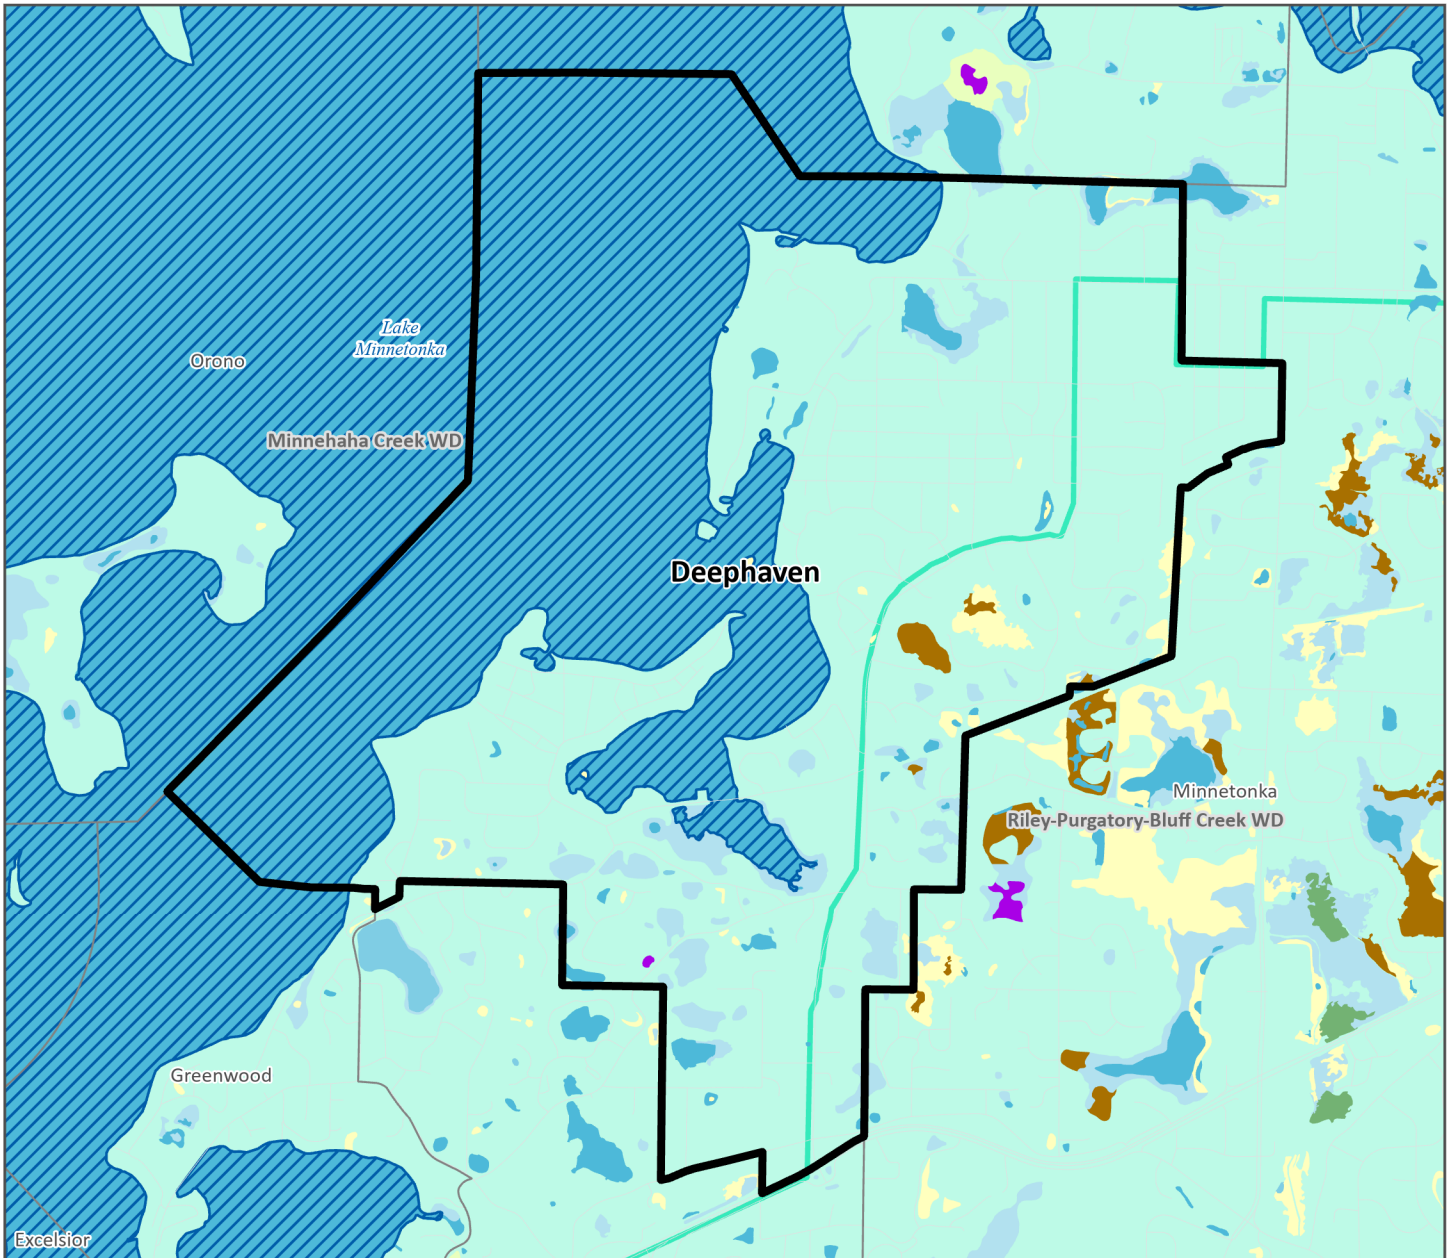 Lake
Minnetonka
Orono
Minnehaha Creek WD
Deephaven
Minnetonka
Riley-Purgatory-Bluff Creek WD
Greenwood
Excelsior